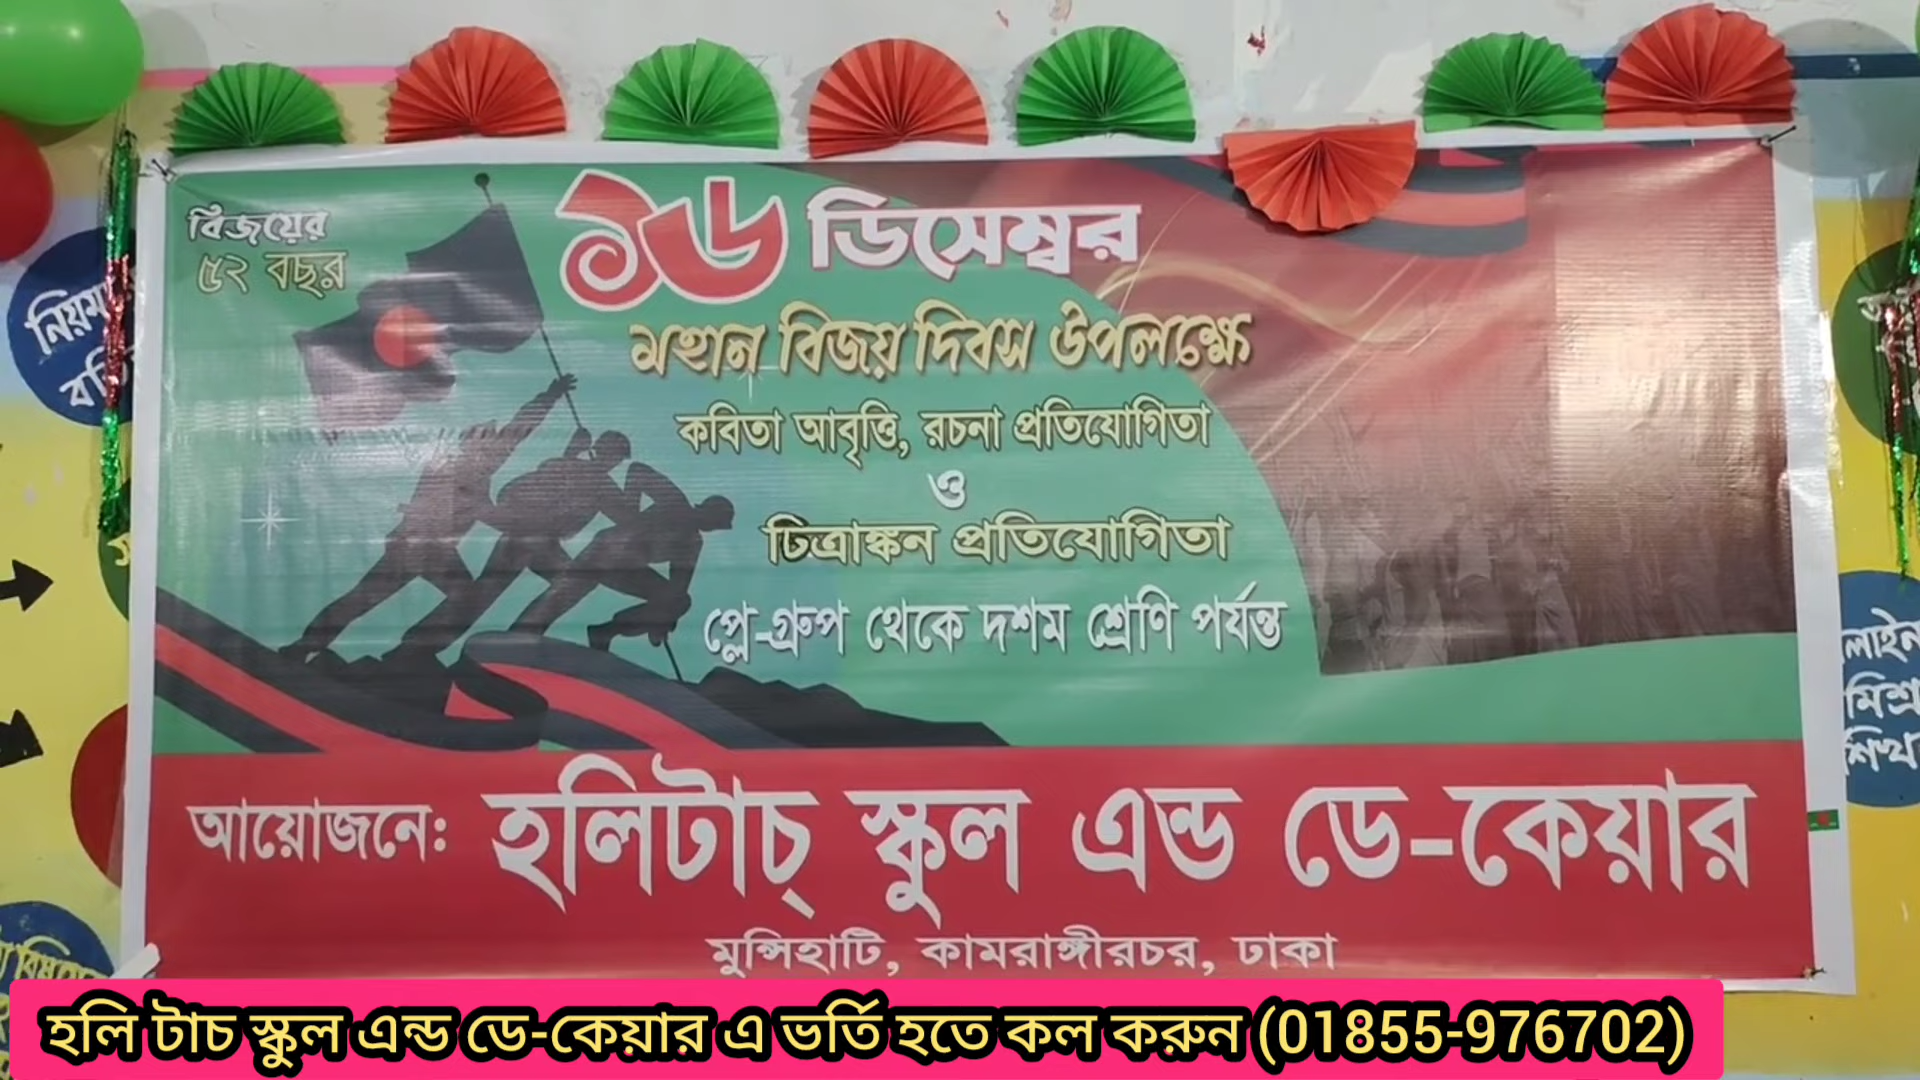 বিজয়ের
৫২ বছর
১৬ ডিসেম্বর
মহান বিজয় দিবস উপলক্ষে
কবিতা আবৃত্তি, রচনা প্রতিযোগিতা
ও
চিত্রাঙ্কন প্রতিযোগিতা
প্লে-গ্রুপ থেকে দশম শ্রেণি পর্যন্ত
আয়োজনে: হলিটাচ্ স্কুল এন্ড ডে-কেয়ার
মুন্সিহাটি, কামরাঙ্গীরচর, ঢাকা
লাইন
হলি টাচ স্কুল এন্ড ডে-কেয়ার এ ভর্তি হতে কল করুন (01855-976702)